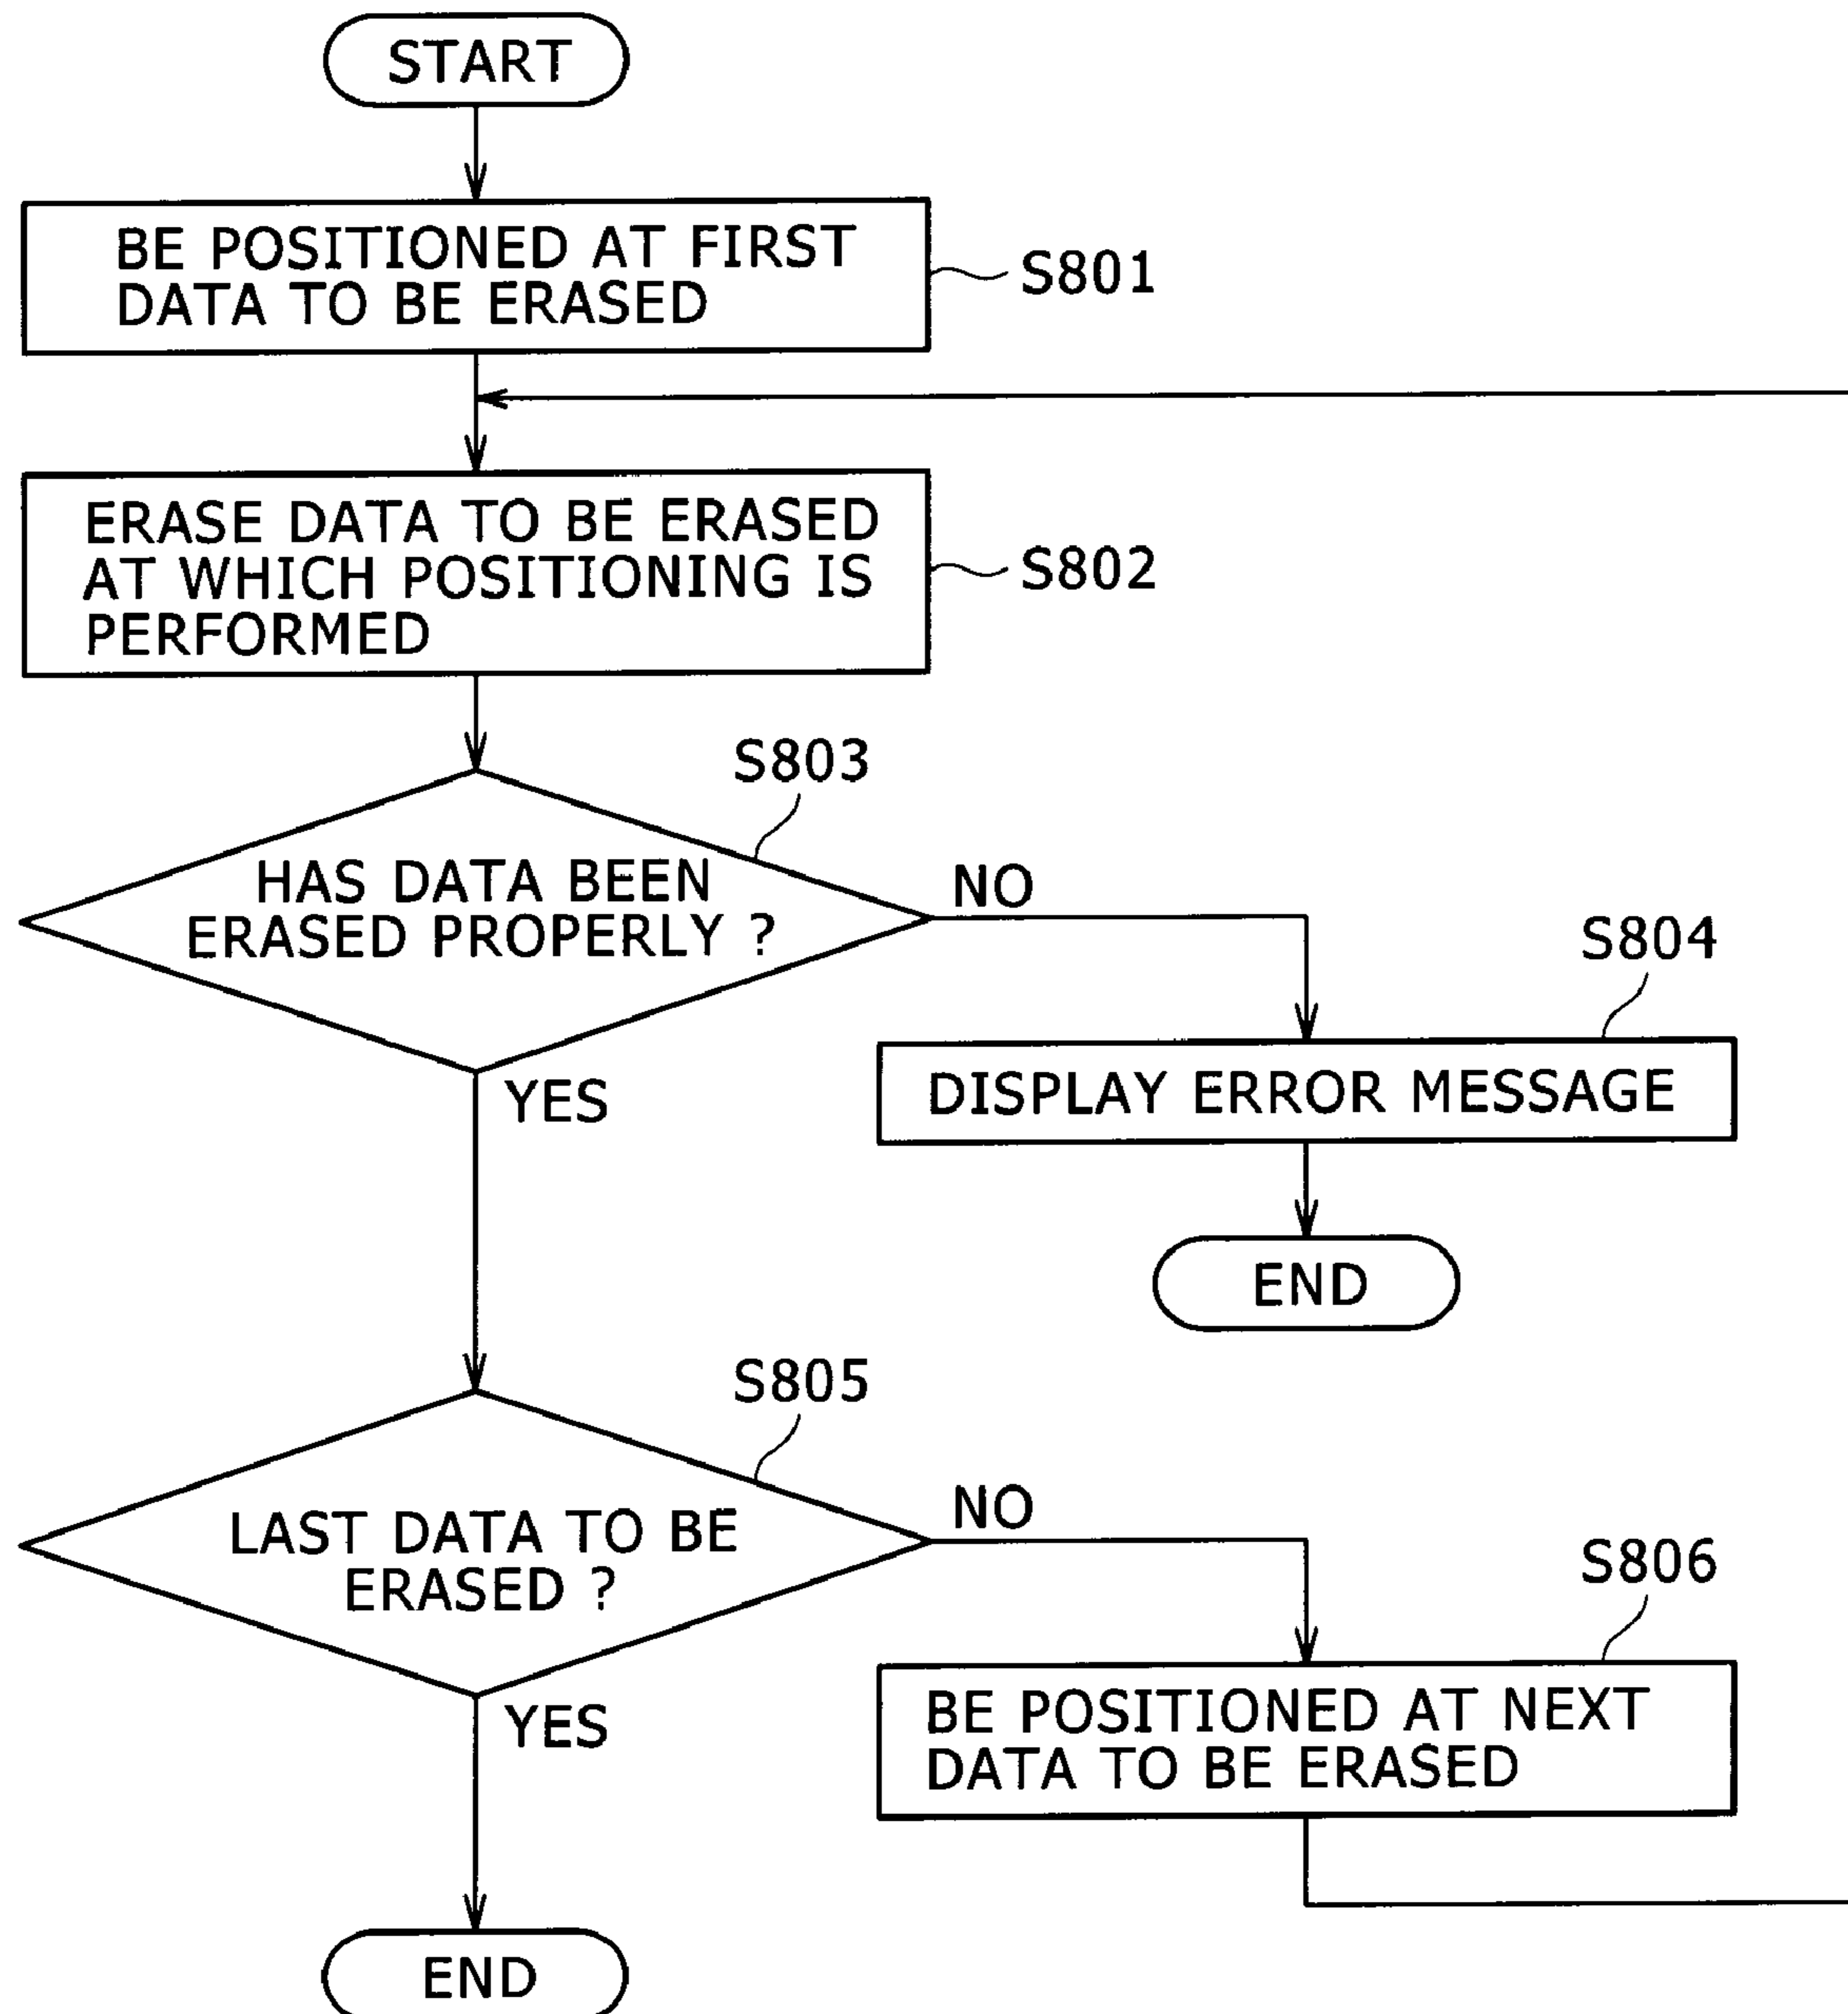 START
BE POSITIONED AT FIRST
DATA TO BE ERASED
S801
ERASE DATA TO BE ERASED
AT WHICH POSITIONING IS
PERFORMED
S802
S803
HAS DATA BEEN
ERASED PROPERLY ?
NO
YES
S804
DISPLAY ERROR MESSAGE
END
S805
LAST DATA TO BE
ERASED ?
NO
YES
S806
BE POSITIONED AT NEXT
DATA TO BE ERASED
END